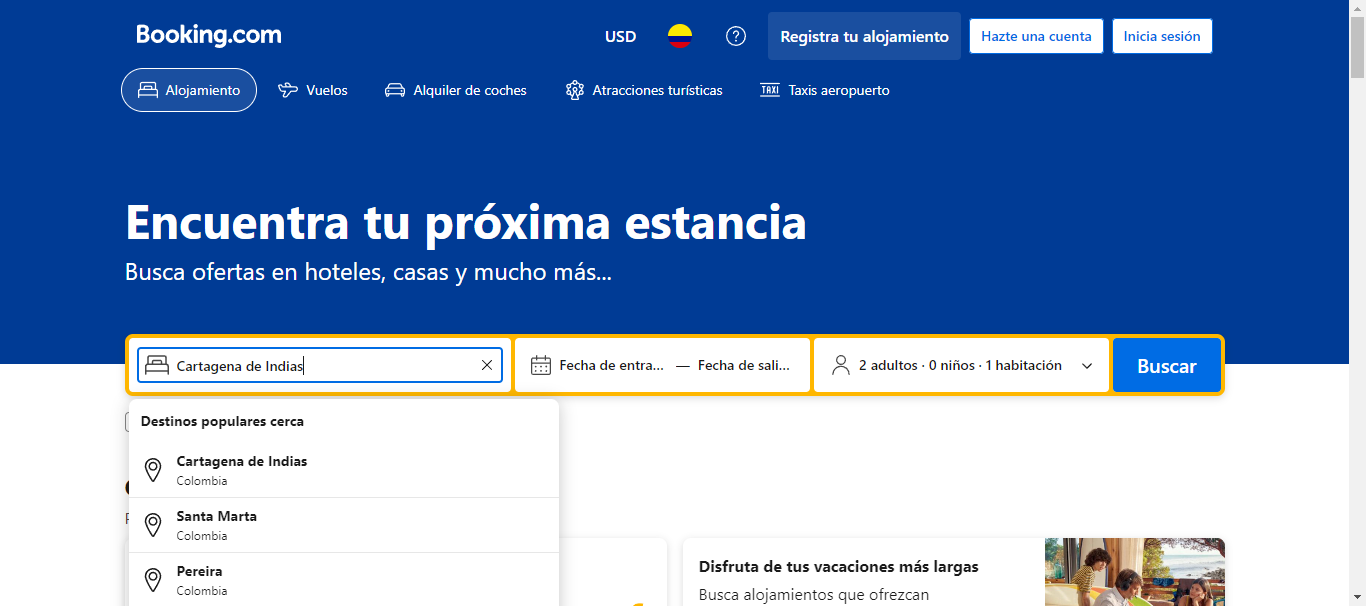 Booking.com
USD
Registra tu alojamiento
Hazte una cuenta
Inicia sesión
Alojamiento
Vuelos
Alquiler de coches
Atracciones turísticas
TAXI
Taxis aeropuerto
Encuentra tu próxima estancia
Busca ofertas en hoteles, casas y mucho más...
Cartagena de Indias
Fecha de entra... — Fecha de sali...
2 adultos · 0 niños · 1 habitación
Buscar
Destinos populares cerca
Cartagena de Indias
Colombia
Santa Marta
Colombia
Pereira
Colombia
Disfruta de tus vacaciones más largas
Busca alojamientos que ofrezcan